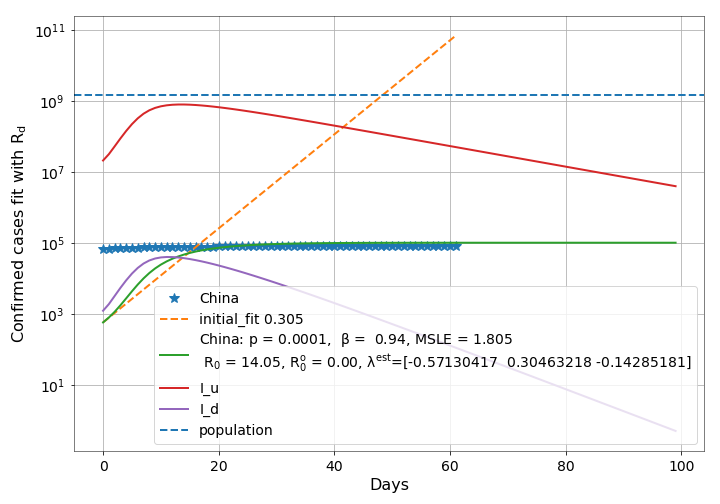 Confirmed cases fit with R_d
10^11
10^9
10^7
10^5
10^3
10^1
China
initial_fit 0.305
China: p = 0.0001, β = 0.94, MSLE = 1.805
R_0 = 14.05, R_0^o = 0.00, λ^est=[-0.57130417 0.30463218 -0.14285181]
I_u
I_d
population
0 20 40 60 80 100
Days